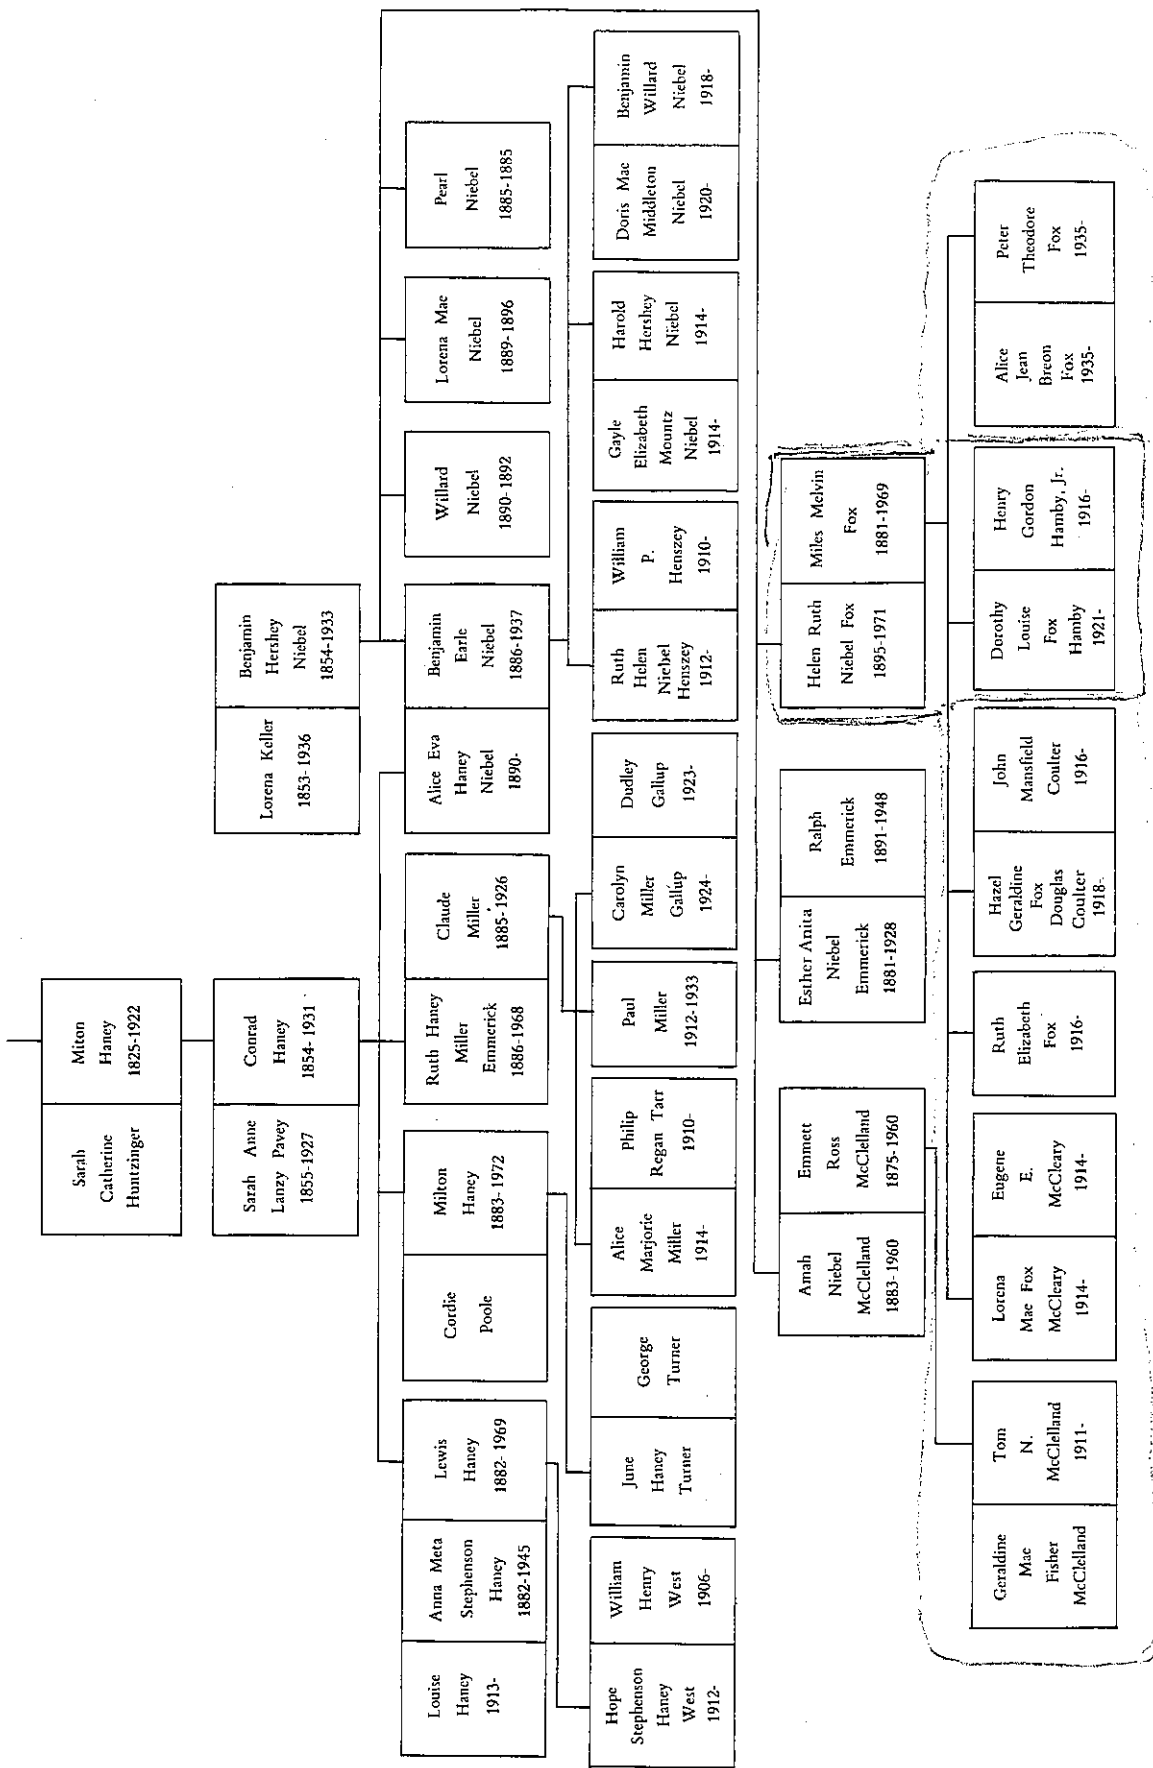 Sarah
Catherine
Huntzinger
Miton
Haney
1825-1922
Sarah Anne
Lanzy Pavey
1855-1927
Conrad
Haney
1854-1931
Lorena Keller
1853-1936
Benjamin
Hershey
Niebel
1854-1933
Louise
Haney
1913-
Anna Meta
Stephenson
Haney
1882-1945
Lewis
Haney
1882-1969
Cordie
Poole
Milton
Haney
1883-1972
Ruth Haney
Miller
Emmerick
1886-1968
Claude
Miller
1885-1926
Alice Eva
Haney
Niebel
1890-
Benjamin
Earle
Niebel
1886-1937
Willard
Niebel
1890-1892
Lorena Mae
Niebel
1889-1896
Pearl
Niebel
1885-1885
Hope
Stephenson
Haney
West
1912-
William
Henry
West
1906-
June
Haney
Turner
George
Turner
Alice
Marjorie
Miller
1914-
Philip
Regan Tarr
1910-
Paul
Miller
1912-1933
Carolyn
Miller
Gallup
1924-
Dudley
Gallup
1923-
Ruth
Helen
Niebel
Henszey
1912-
William
P.
Henszey
1910-
Gayle
Elizabeth
Mountz
Niebel
1914-
Harold
Hershey
Niebel
1914-
Doris Mae
Middleton
Niebel
1920-
Benjamin
Willard
Niebel
1918-
Amah
Niebel
McClelland
1883-1960
Emmett
Ross
McClelland
1875-1960
Esther Anita
Niebel
Emmerick
1881-1928
Ralph
Emmerick
1891-1948
Helen Ruth
Niebel Fox
1895-1971
Miles Melvin
Fox
1881-1969
Geraldine
Mae
Fisher
McClelland
Tom
N.
McClelland
1911-
Lorena
Mae Fox
McCleary
1914-
Eugene
E.
McCleary
1914-
Ruth
Elizabeth
Fox
1916-
Hazel
Geraldine
Fox
Douglas
Coulter
1918-
John
Mansfield
Coulter
1916-
Dorothy
Louise
Fox
Hamby
1921-
Henry
Gordon
Hamby, Jr.
1916-
Alice
Jean
Breon
Fox
1935-
Peter
Theodore
Fox
1935-